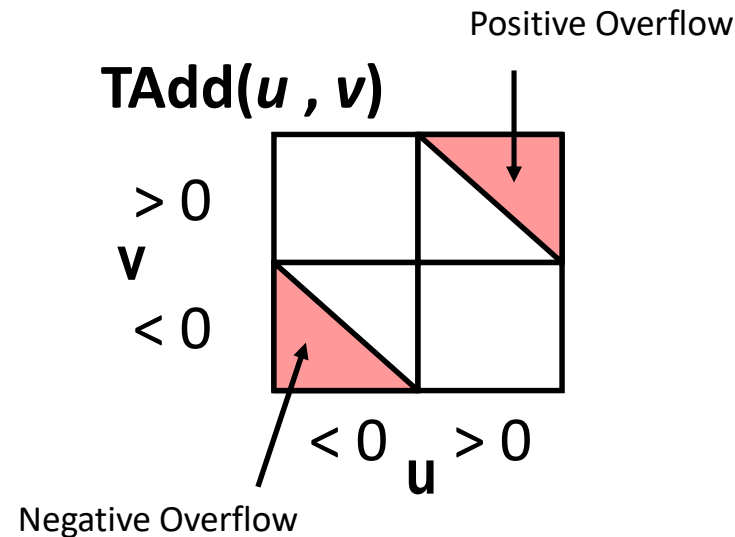 Positive Overflow
TAdd(u , v)
> 0
v
< 0
< 0 u > 0
Negative Overflow